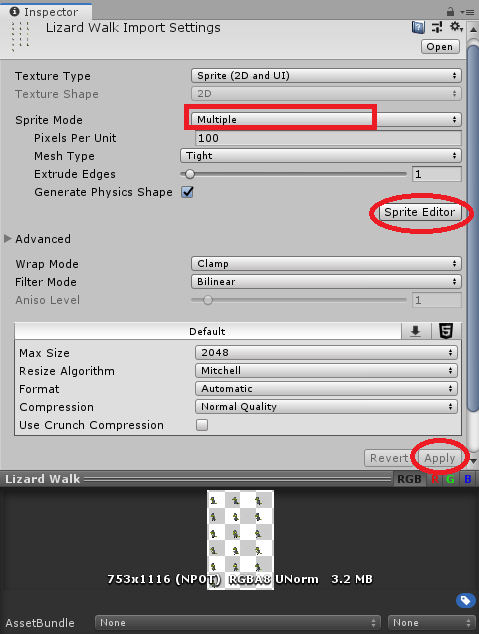 Inspector
Lizard Walk Import Settings
Open
Texture Type Sprite (2D and UI)
Texture Shape 2D
Sprite Mode Multiple
Pixels Per Unit 100
Mesh Type Tight
Extrude Edges 1
Generate Physics Shape
Sprite Editor
Advanced
Wrap Mode Clamp
Filter Mode Bilinear
Aniso Level 1
Default
Max Size 2048
Resize Algorithm Mitchell
Format Automatic
Compression Normal Quality
Use Crunch Compression
Revert Apply
Lizard Walk RGB R G B
753x1116 (NPOT) RGBA8 UNorm 3.2 MB
AssetBundle None None